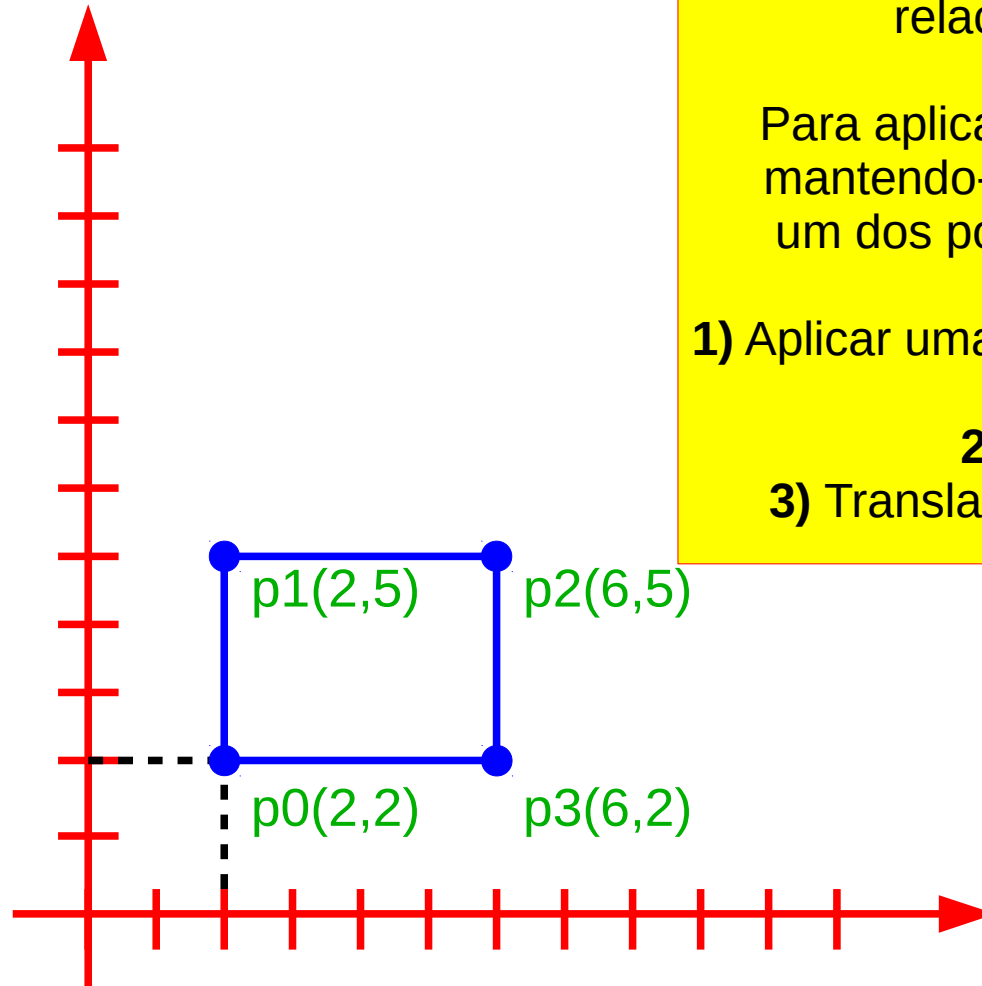 relac
Para aplica
mantendo-
um dos po
1) Aplicar uma
2
3) Transla
p1(2,5)
p2(6,5)
p0(2,2)
p3(6,2)